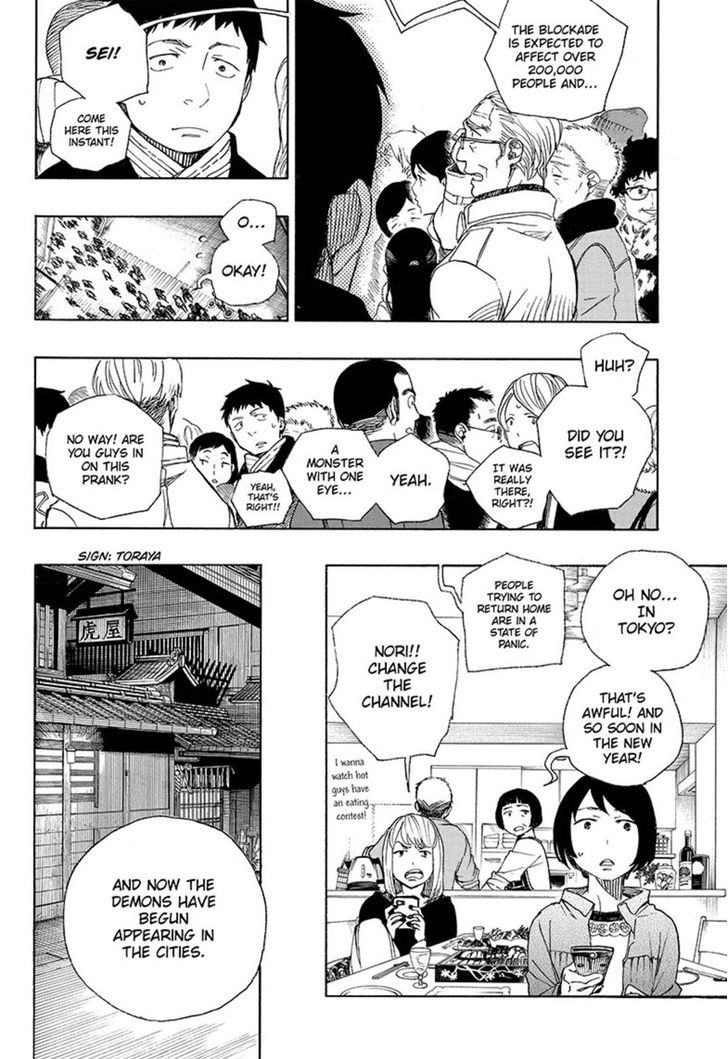 THE BLOCKADE
IS EXPECTED TO
AFFECT OVER
200,000
PEOPLE AND...
SEI!
COME
HERE THIS
INSTANT!
O...
OKAY!
HUH?
DID YOU
SEE IT?!
IT WAS
REALLY
THERE,
RIGHT?!
YEAH.
A
MONSTER
WITH ONE
EYE...
YEAH,
THAT'S
RIGHT!!
NO WAY! ARE
YOU GUYS IN
ON THIS
PRANK?
OH NO...
IN
TOKYO?
THAT'S
AWFUL! AND
SO SOON IN
THE NEW
YEAR!
PEOPLE
TRYING TO
RETURN HOME
ARE IN A
STATE OF
PANIC.
NORI!!
CHANGE
THE
CHANNEL!
I wanna
watch hot
guys have
an eating
contest!
SIGN: TORAYA
虎屋
AND NOW THE
DEMONS HAVE
BEGUN
APPEARING IN
THE CITIES.